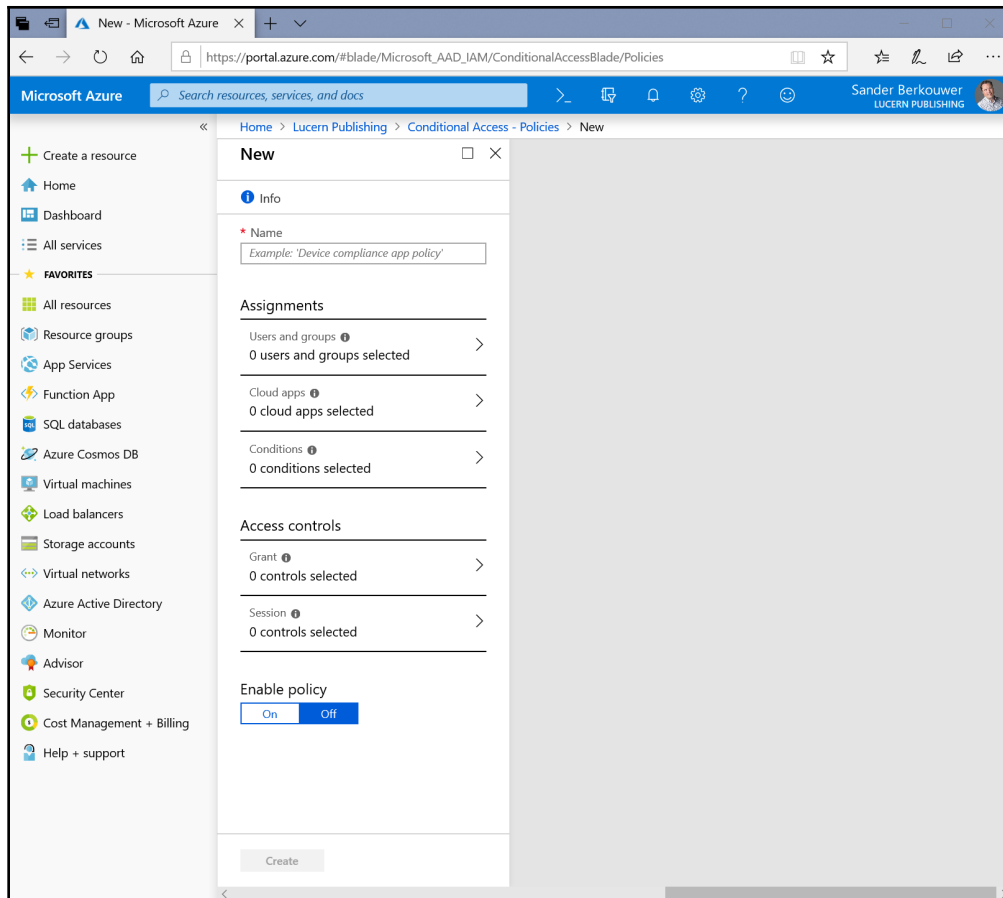 New - Microsoft Azure
https://portal.azure.com/#blade/Microsoft_AAD_IAM/ConditionalAccessBlade/Policies
Microsoft Azure
Search resources, services, and docs
Sander Berkouwer
LUCERN PUBLISHING
Home > Lucern Publishing > Conditional Access - Policies > New
Create a resource
Home
Dashboard
All services
FAVORITES
All resources
Resource groups
App Services
Function App
SQL databases
Azure Cosmos DB
Virtual machines
Load balancers
Storage accounts
Virtual networks
Azure Active Directory
Monitor
Advisor
Security Center
Cost Management + Billing
Help + support
New
Info
* Name
Example: 'Device compliance app policy'
Assignments
Users and groups
0 users and groups selected
Cloud apps
0 cloud apps selected
Conditions
0 conditions selected
Access controls
Grant
0 controls selected
Session
0 controls selected
Enable policy
On Off
Create